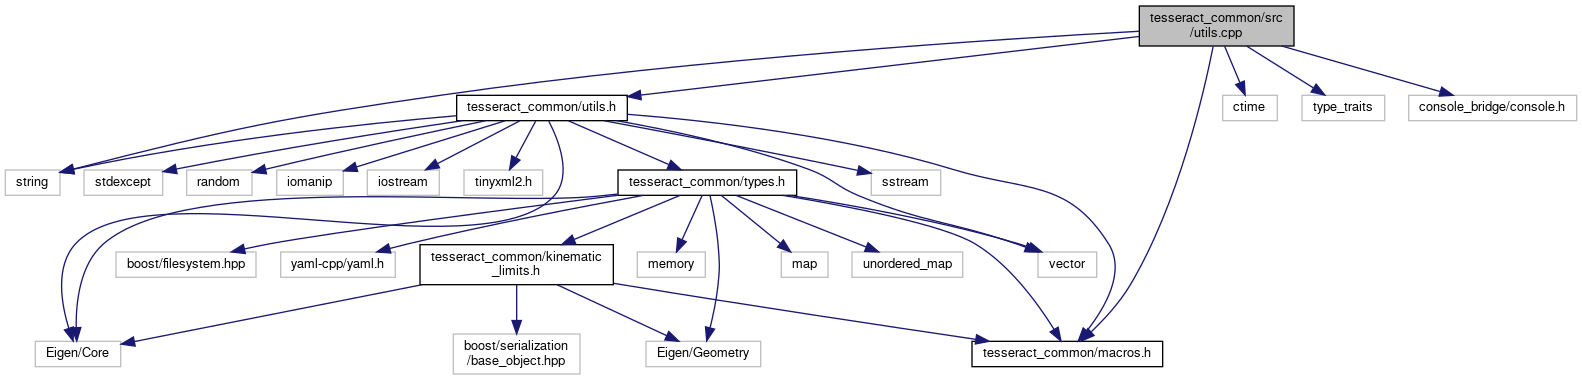 tesseract_common/src
/utils.cpp
tesseract_common/utils.h
ctime
type_traits
console_bridge/console.h
string
stdexcept
random
iomanip
iostream
tinyxml2.h
tesseract_common/types.h
sstream
boost/filesystem.hpp
yaml-cpp/yaml.h
tesseract_common/kinematic
_limits.h
memory
map
unordered_map
vector
Eigen/Core
boost/serialization
/base_object.hpp
Eigen/Geometry
tesseract_common/macros.h